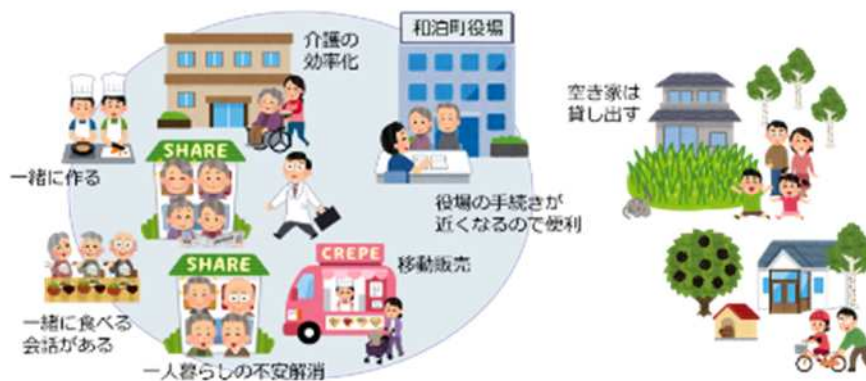 介護の
効率化
和泊町役場
空き家は
貸し出す
SHARE
一緒に作る
役場の手続きが
近くなるので便利
CREPE
移動販売
SHARE
一緒に食べる
会話がある
一人暮らしの不安解消